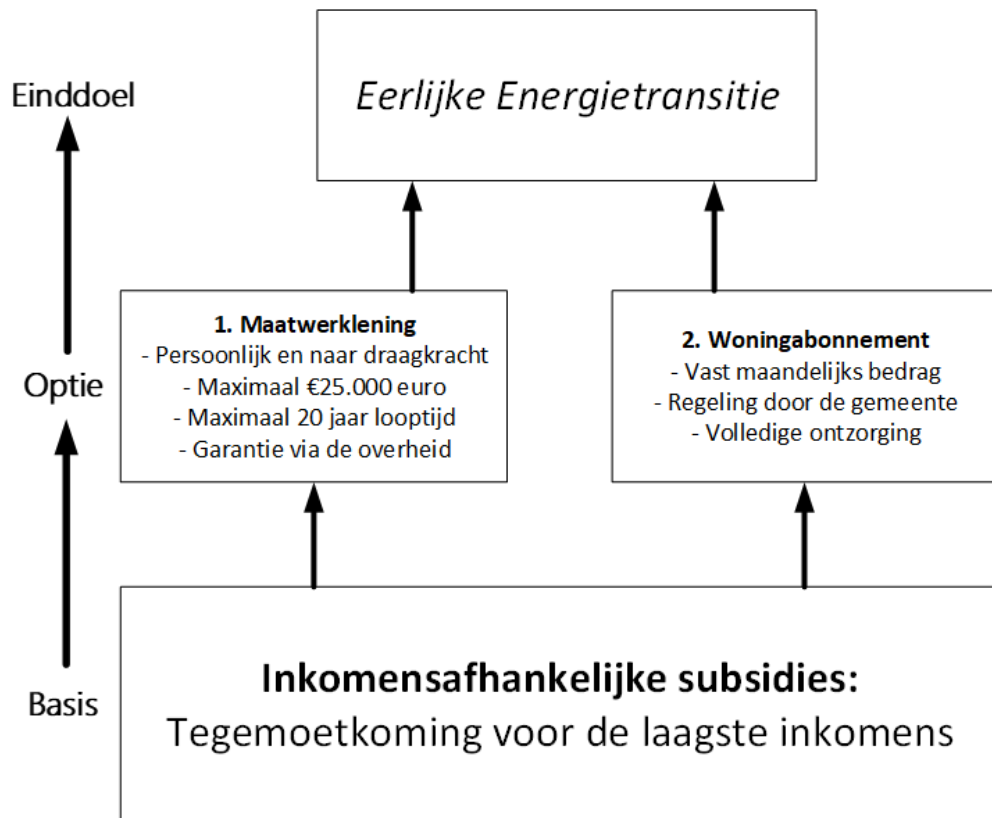 Einddoel
Eerlijke Energietransitie
Optie
1. Maatwerklening
- Persoonlijk en naar draagkracht
- Maximaal €25.000 euro
- Maximaal 20 jaar looptijd
- Garantie via de overheid
2. Woningabonnement
- Vast maandelijks bedrag
- Regeling door de gemeente
- Volledige ontzorging
Basis
Inkomensafhankelijke subsidies:
Tegemoetkoming voor de laagste inkomens